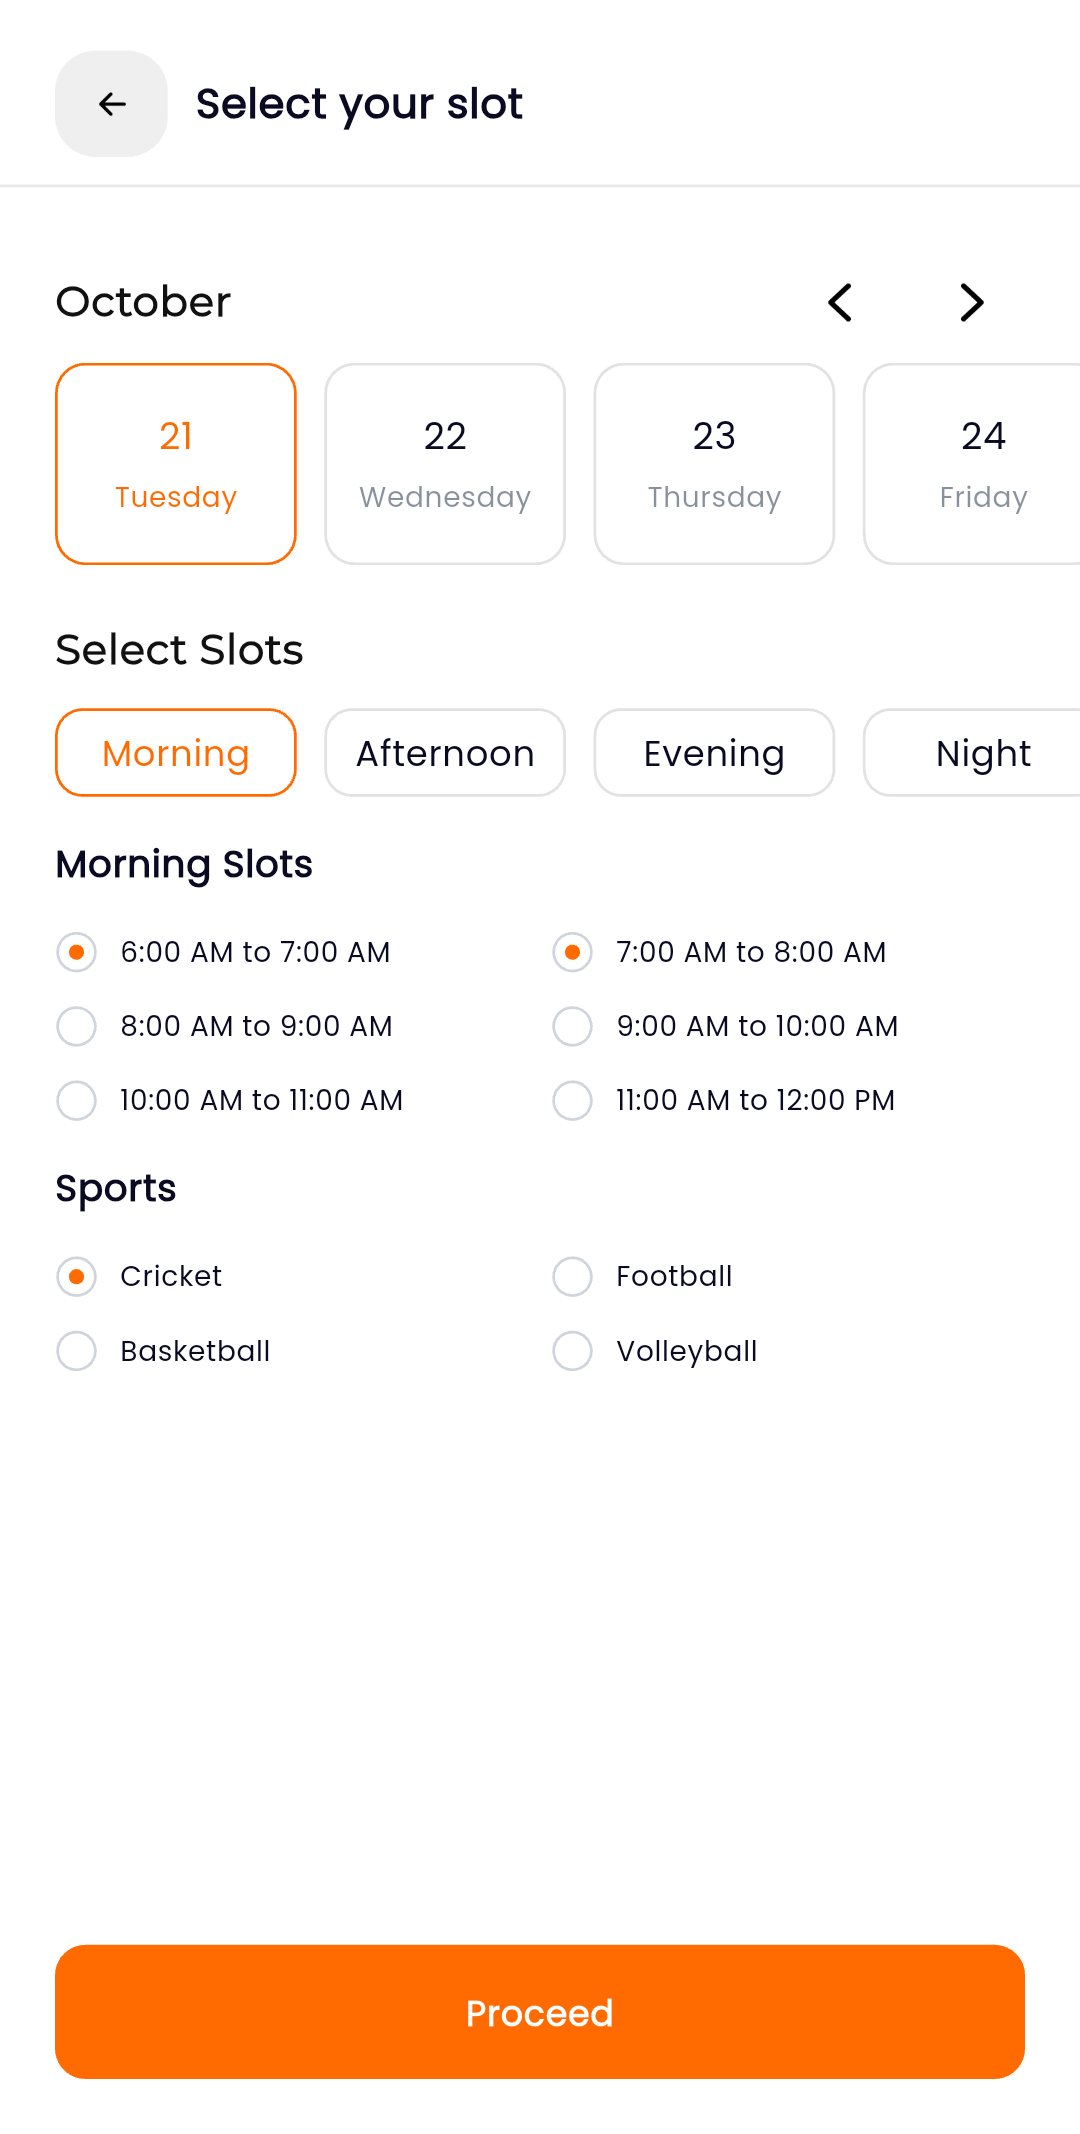 Select your slot
October
21 22 23 24
Tuesday Wednesday Thursday Friday
Select Slots
Morning Afternoon Evening Night
Morning Slots
6:00 AM to 7:00 AM 7:00 AM to 8:00 AM
8:00 AM to 9:00 AM 9:00 AM to 10:00 AM
10:00 AM to 11:00 AM 11:00 AM to 12:00 PM
Sports
Cricket Football
Basketball Volleyball
Proceed